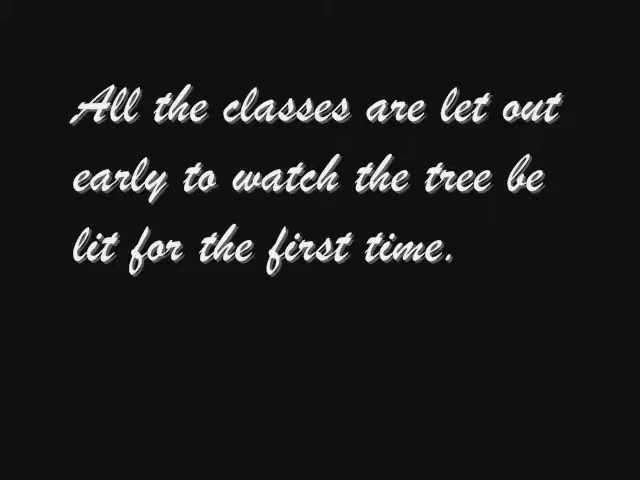 All the classes are let out
early to watch the tree be
lit for the first time.